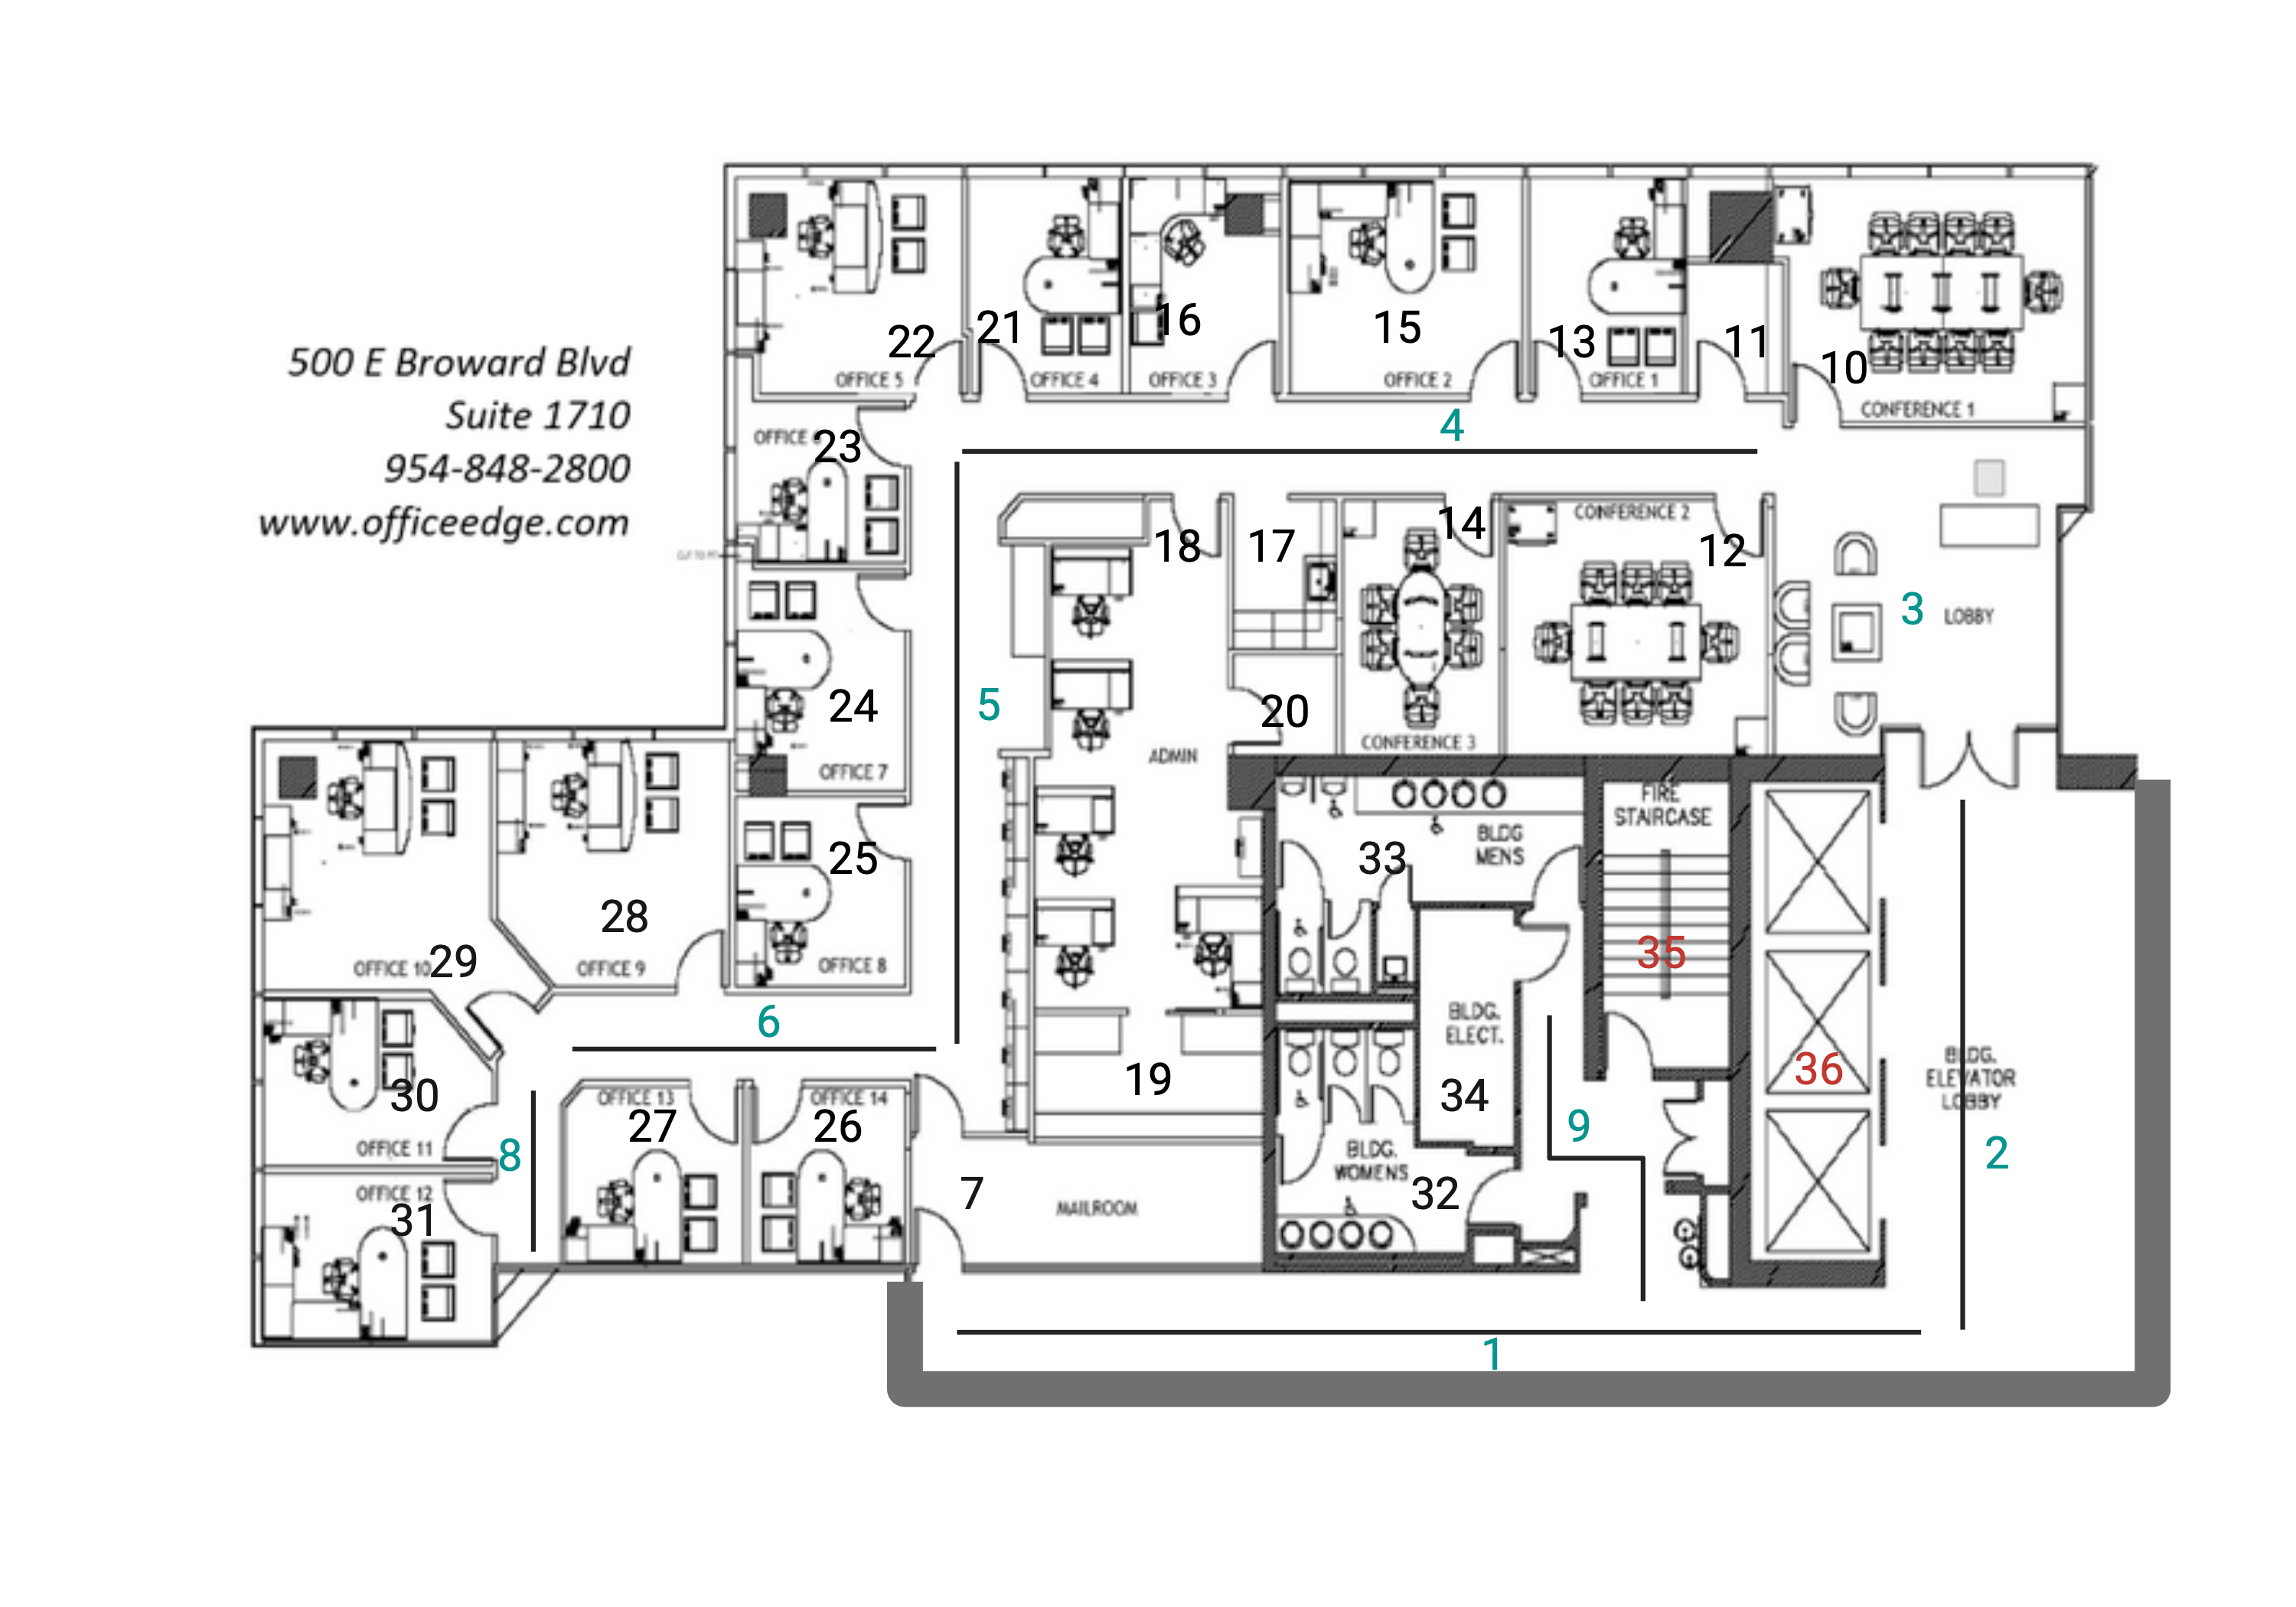 500 E Broward Blvd
Suite 1710
954-848-2800
www.officeedge.com
22
OFFICE 5
21
OFFICE 4
16
OFFICE 3
15
OFFICE 2
13
OFFICE 1
11
10
CONFERENCE 1
4
OFFICE
23
18
17
14
CONFERENCE 2
12
3
LOBBY
24
OFFICE 7
5
ADMIN
20
CONFERENCE 3
25
OFFICE 8
28
OFFICE 9
OFFICE 10
29
6
33
BLDG
MENS
FIRE
STAIRCASE
35
BLDG.
ELECT.
34
36
BLDG.
ELEVATOR
LOBBY
2
30
OFFICE 11
8
OFFICE 13
27
OFFICE 14
26
19
9
OFFICE 12
31
7
MAILROOM
BLDG.
WOMENS
32
1